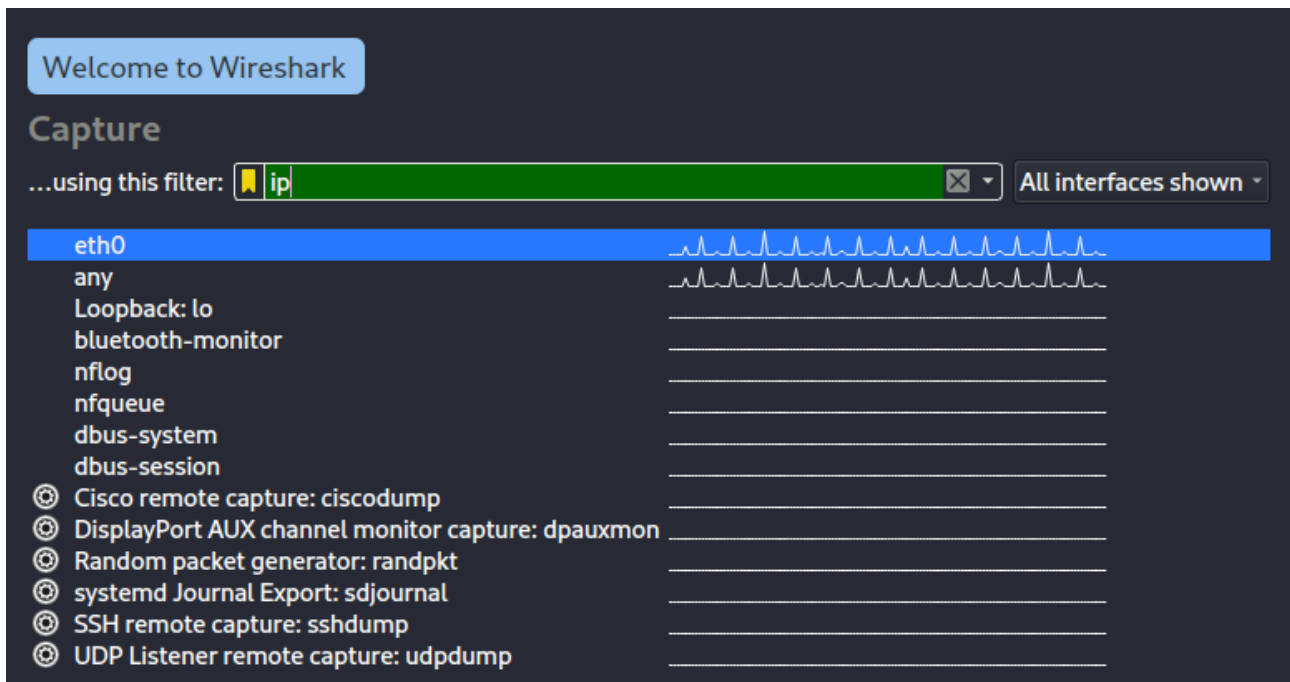 Welcome to Wireshark
Capture
...using this filter: ip All interfaces shown
eth0
any
Loopback: lo
bluetooth-monitor
nflog
nfqueue
dbus-system
dbus-session
Cisco remote capture: ciscodump
DisplayPort AUX channel monitor capture: dpauxmon
Random packet generator: randpkt
systemd Journal Export: sdjournal
SSH remote capture: sshdump
UDP Listener remote capture: udpdump